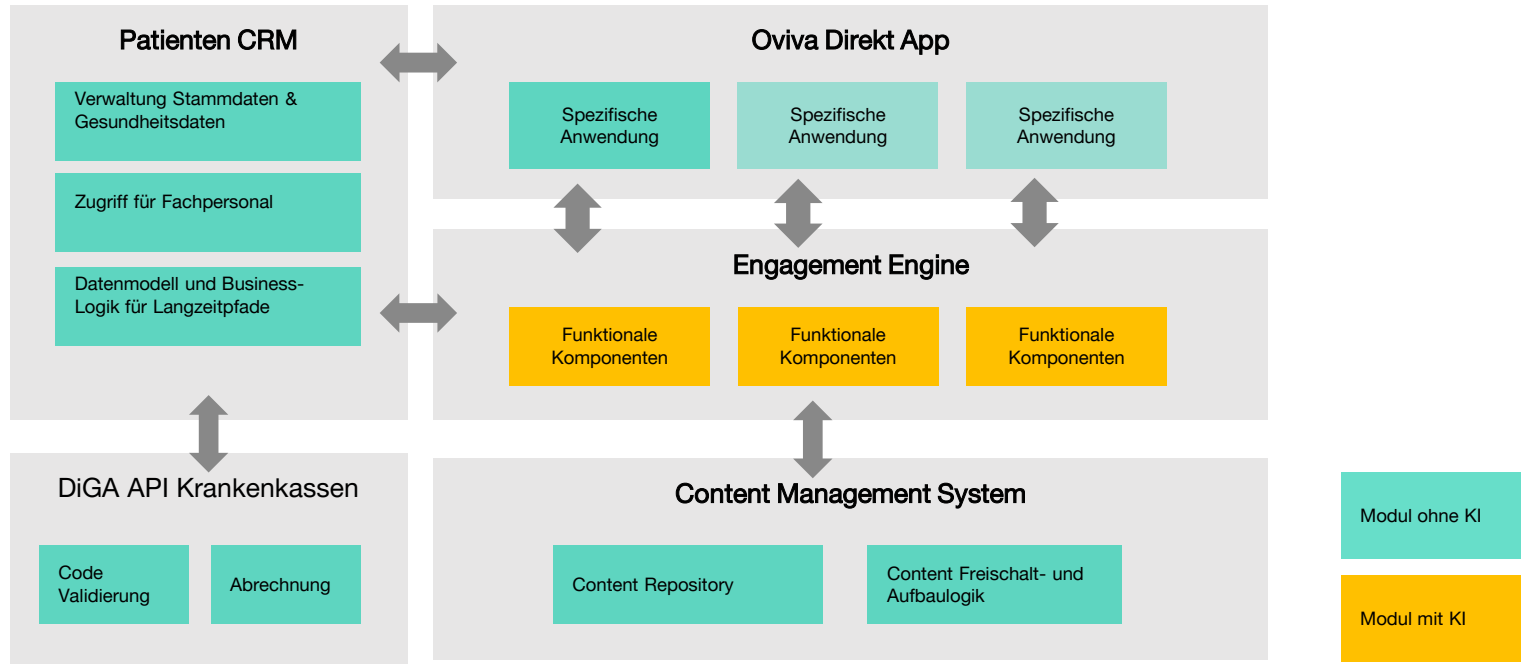 Patienten CRM
Verwaltung Stammdaten &
Gesundheitsdaten
Zugriff für Fachpersonal
Datenmodell und Business-
Logik für Langzeitpfade
Oviva Direkt App
Spezifische
Anwendung
Spezifische
Anwendung
Spezifische
Anwendung
Engagement Engine
Funktionale
Komponenten
Funktionale
Komponenten
Funktionale
Komponenten
DiGA API Krankenkassen
Code
Validierung
Abrechnung
Content Management System
Content Repository
Content Freischalt- und
Aufbaulogik
Modul ohne KI
Modul mit KI